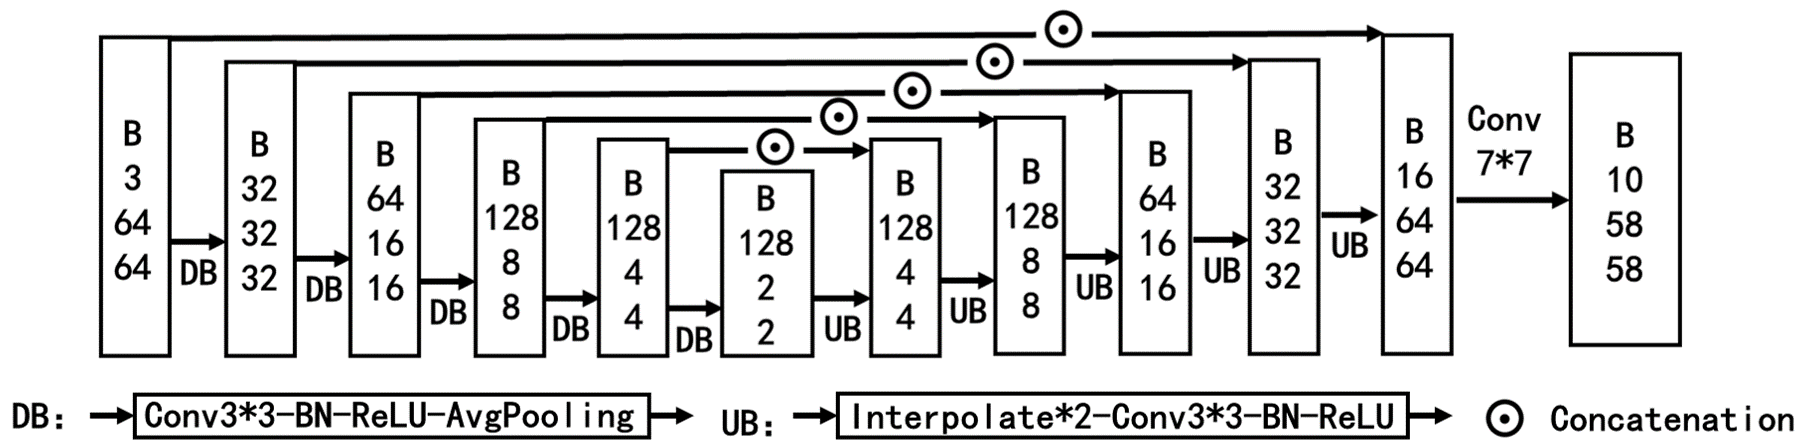 B
3
64
64
DB
B
32
32
32
DB
B
64
16
16
DB
B
128
8
8
DB
B
128
4
4
DB
B
128
2
2
UB
B
128
4
4
UB
B
128
8
8
UB
B
64
16
16
UB
B
32
32
32
UB
B
16
64
64
Conv
7*7
B
10
58
58
DB: Conv3*3-BN-ReLU-AvgPooling
UB: Interpolate*2-Conv3*3-BN-ReLU
Concatenation